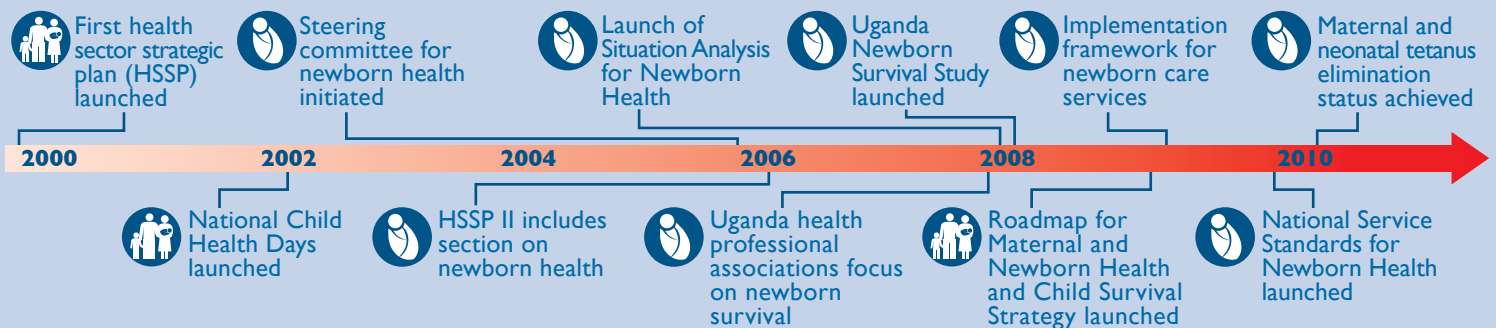 First health
sector strategic
plan (HSSP)
launched
Steering
committee for
newborn health
initiated
Launch of
Situation Analysis
for Newborn
Health
Uganda
Newborn
Survival Study
launched
Implementation
framework for
newborn care
services
Maternal and
neonatal tetanus
elimination
status achieved
2000
2002
2004
2006
2008
2010
National Child
Health Days
launched
HSSP II includes
section on
newborn health
Uganda health
professional
associations focus
on newborn
survival
Roadmap for
Maternal and
Newborn Health
and Child Survival
Strategy launched
National Service
Standards for
Newborn Health
launched